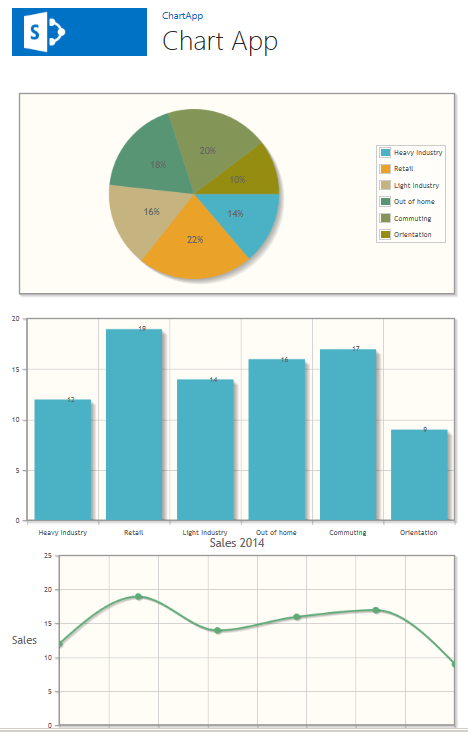 S
ChartApp
Chart App
20%
18%
10%
16%
14%
22%
Heavy Industry
Retail
Light Industry
Out of home
Commuting
Orientation
20
15
10
5
0
12
19
14
16
17
9
Heavy Industry
Retail
Light Industry
Out of home
Commuting
Orientation
Sales 2014
Sales
25
20
15
10
5
0